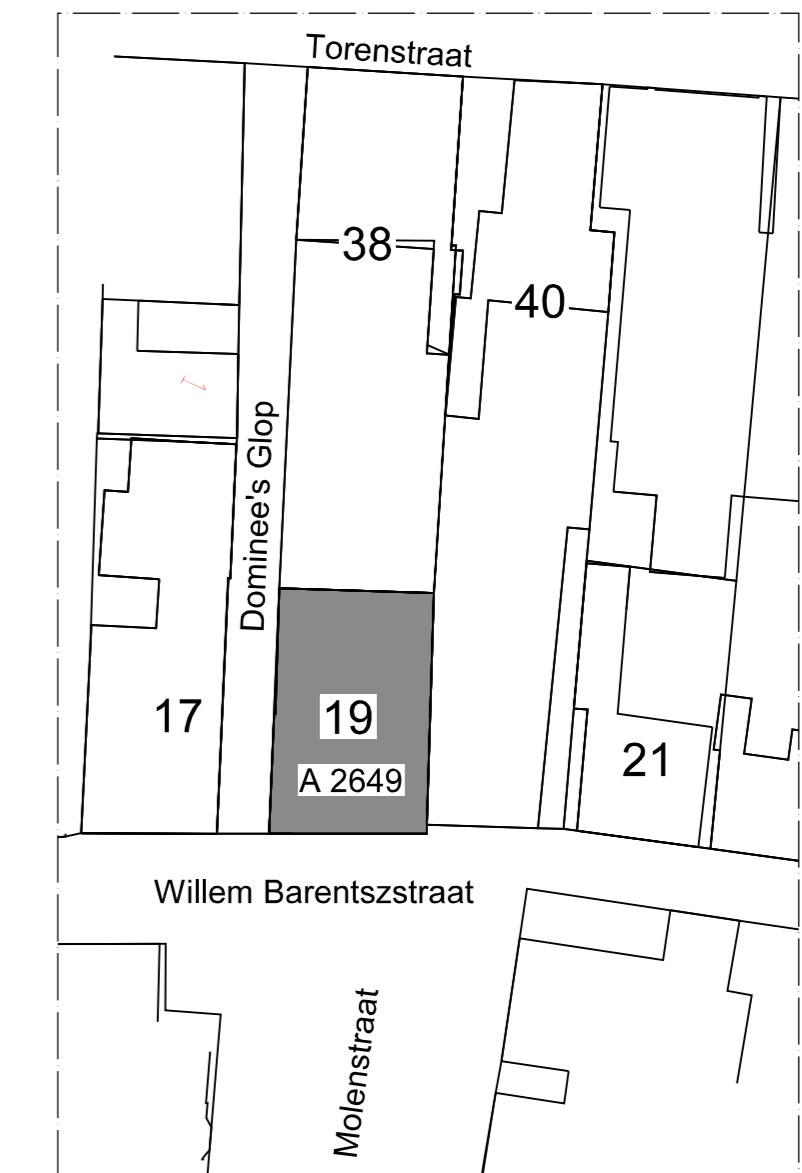 Torenstraat
38
40
Dominee's Glop
17
19
21
A 2649
Willem Barentszstraat
Molenstraat